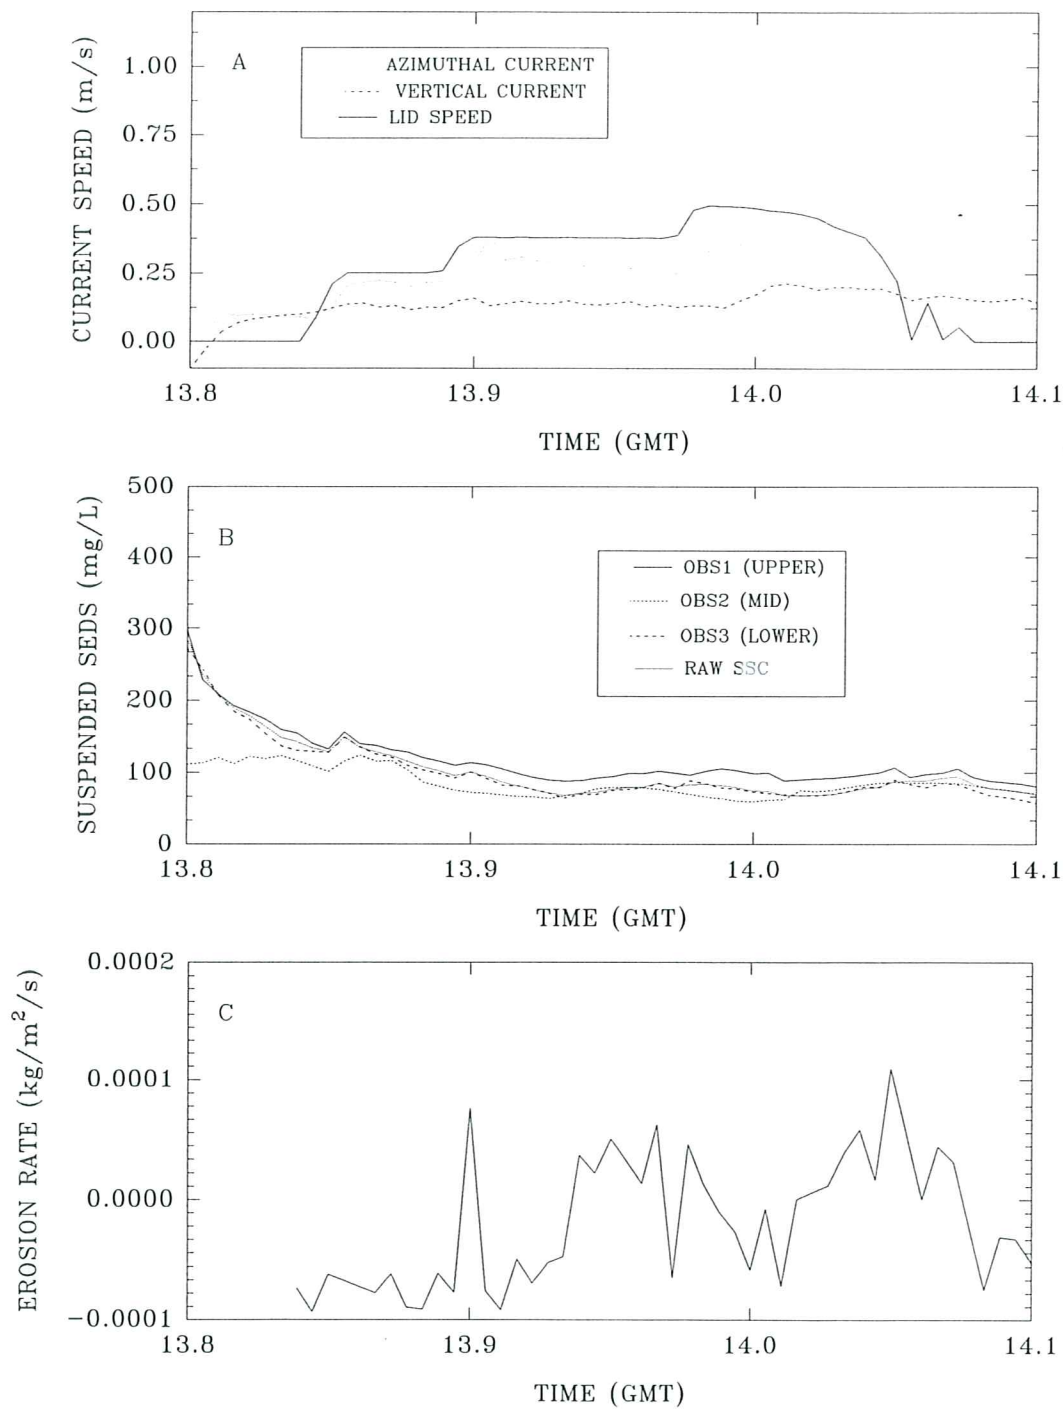 A
AZIMUTHAL CURRENT
VERTICAL CURRENT
LID SPEED
CURRENT SPEED (m/s)
1.00
0.75
0.50
0.25
0.00
13.8 13.9 14.0 14.1
TIME (GMT)
B
OBS1 (UPPER)
OBS2 (MID)
OBS3 (LOWER)
RAW SSC
SUSPENDED SEDS (mg/L)
500
400
300
200
100
0
13.8 13.9 14.0 14.1
TIME (GMT)
C
EROSION RATE (kg/m²/s)
0.0002
0.0001
0.0000
−0.0001
13.8 13.9 14.0 14.1
TIME (GMT)